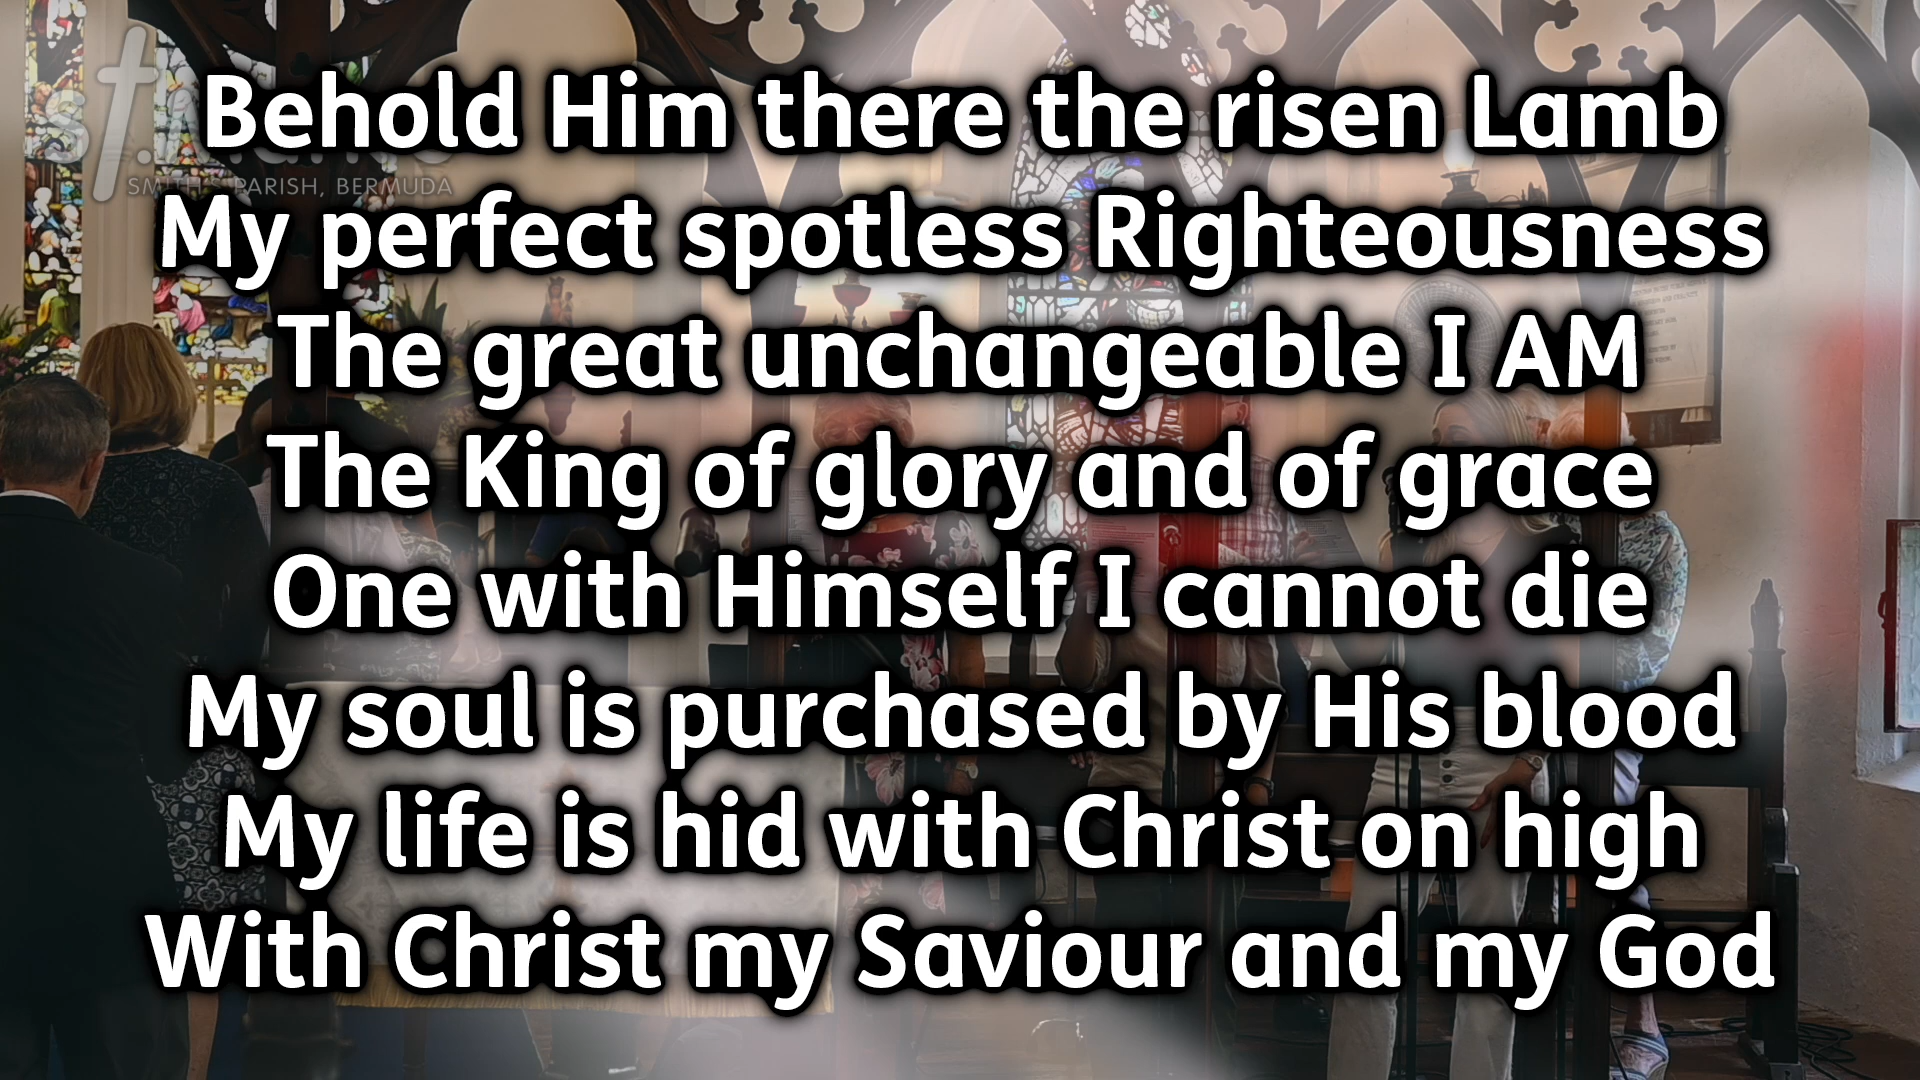 Behold Him there the risen Lamb
My perfect spotless Righteousness
The great unchangeable I AM
The King of glory and of grace
One with Himself I cannot die
My soul is purchased by His blood
My life is hid with Christ on high
With Christ my Saviour and my God
st.
SMITH'S PARISH, BERMUDA